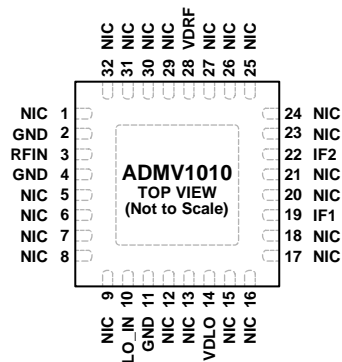 32 NIC
31 NIC
30 NIC
29 NIC
28 VDRF
27 NIC
26 NIC
25 NIC
NIC 1
GND 2
RFIN 3
GND 4
NIC 5
NIC 6
NIC 7
NIC 8
ADMV1010
TOP VIEW
(Not to Scale)
24 NIC
23 NIC
22 IF2
21 NIC
20 NIC
19 IF1
18 NIC
17 NIC
NIC 9
LO_IN 10
GND 11
NIC 12
NIC 13
VDLO 14
NIC 15
NIC 16